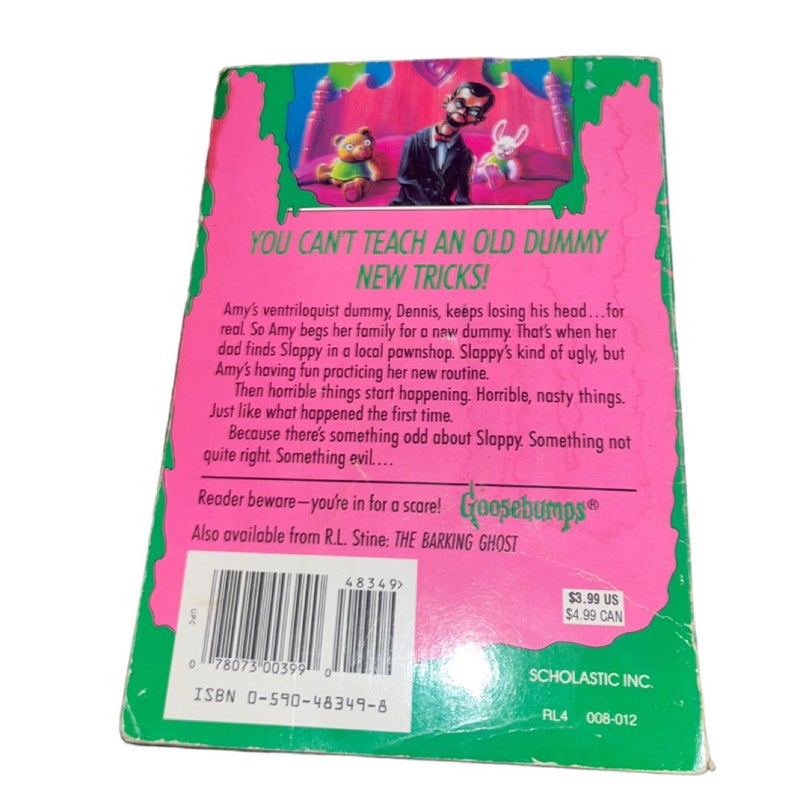 YOU CAN'T TEACH AN OLD DUMMY
NEW TRICKS!
Amy's ventriloquist dummy, Dennis, keeps losing his head...for
real. So Amy begs her family for a new dummy. That's when her
dad finds Slappy in a local pawnshop. Slappy's kind of ugly, but
Amy's having fun practicing her new routine.
Then horrible things start happening. Horrible, nasty things.
Just like what happened the first time.
Because there's something odd about Slappy. Something not
quite right. Something evil....
Reader beware—you're in for a scare! Goosebumps®
Also available from R.L. Stine: THE BARKING GHOST
48349>
UPC
0 78073 00399 0
ISBN 0-590-48349-8
$3.99 US
$4.99 CAN
SCHOLASTIC INC.
RL4 008-012